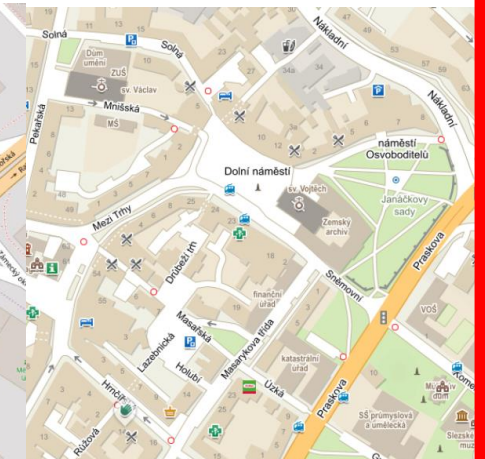 Solná
Solná
Nákladní
Nákladní
Dům
umění
ZUŠ
sv. Václav
Mnišská
MŠ
Pekařská
Dolní náměstí
náměstí
Osvoboditelů
Janáčkovy
sady
sv. Vojtěch
Zemský
archiv
Mezi Trhy
Drůbeží trh
Sněmovní
Praskova
VOŠ
finanční
úřad
Masařská
Lazebnická
Holubí
Masarykova třída
Úzká
katastrální
úřad
Praskova
Hrnčíř
Růžová
SŠ průmyslová
a umělecká
Slezské